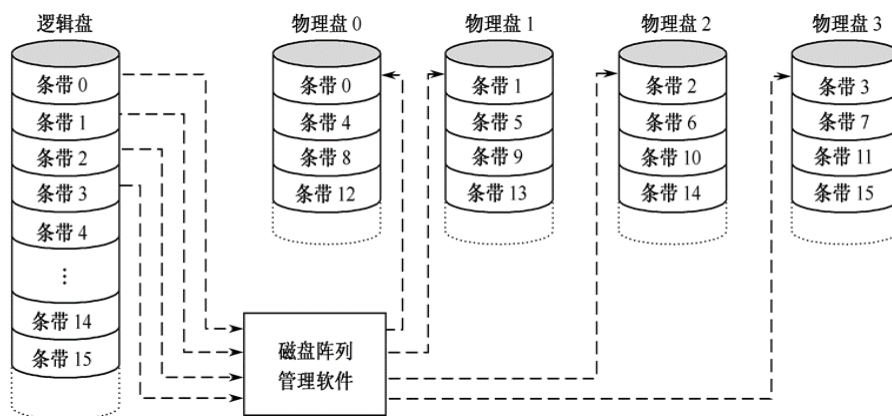 逻辑盘
物理盘 0
物理盘 1
物理盘 2
物理盘 3
条带 0
条带 1
条带 2
条带 3
条带 4
⋮
条带 14
条带 15
条带 0
条带 4
条带 8
条带 12
条带 1
条带 5
条带 9
条带 13
条带 2
条带 6
条带 10
条带 14
条带 3
条带 7
条带 11
条带 15
磁盘阵列
管理软件